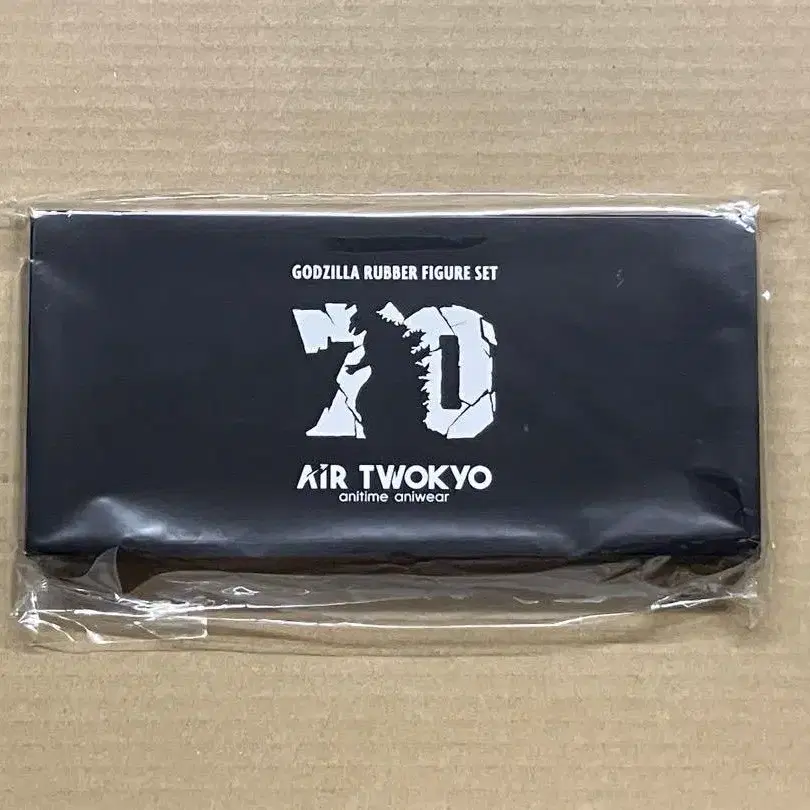 GODZILLA RUBBER FIGURE SET
70
AiR TWOKYO
anitime aniwear